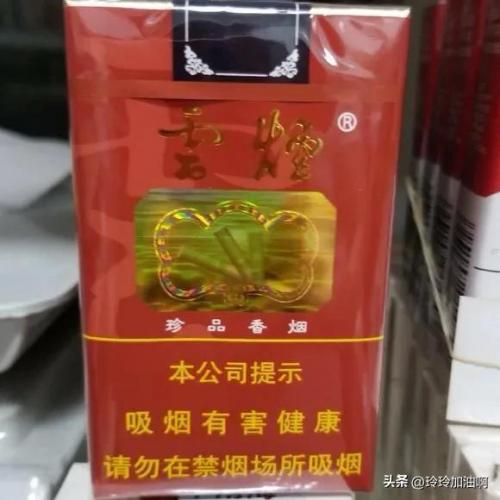 云烟®
珍品香烟
本公司提示
吸烟有害健康
请勿在禁烟场所吸烟
头条 @玲玲加油啊